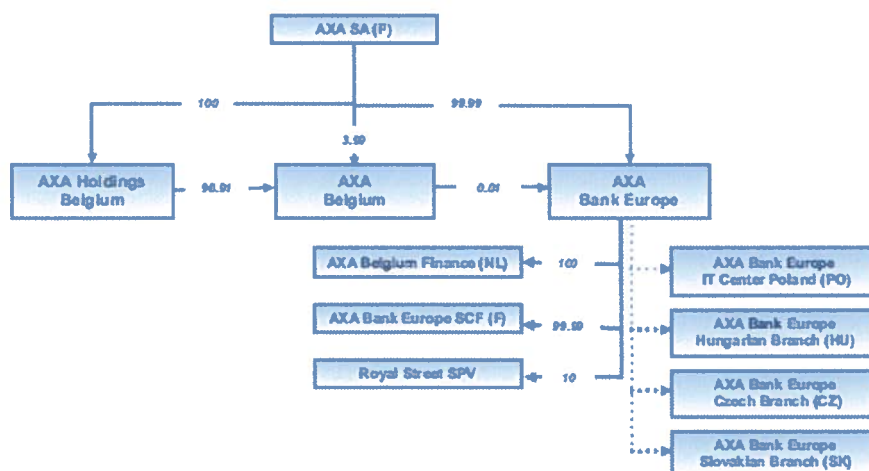 AXA SA (F)
100
99.99
AXA Holdings
Belgium
96.91
AXA
Belgium
0.01
AXA
Bank Europe
AXA Belgium Finance (NL)
100
AXA Bank Europe
IT Center Poland (PO)
AXA Bank Europe SCF (F)
AXA Bank Europe
Hungarian Branch (HU)
Royal Street SPV
10
AXA Bank Europe
Czech Branch (CZ)
AXA Bank Europe
Slovakian Branch (SK)